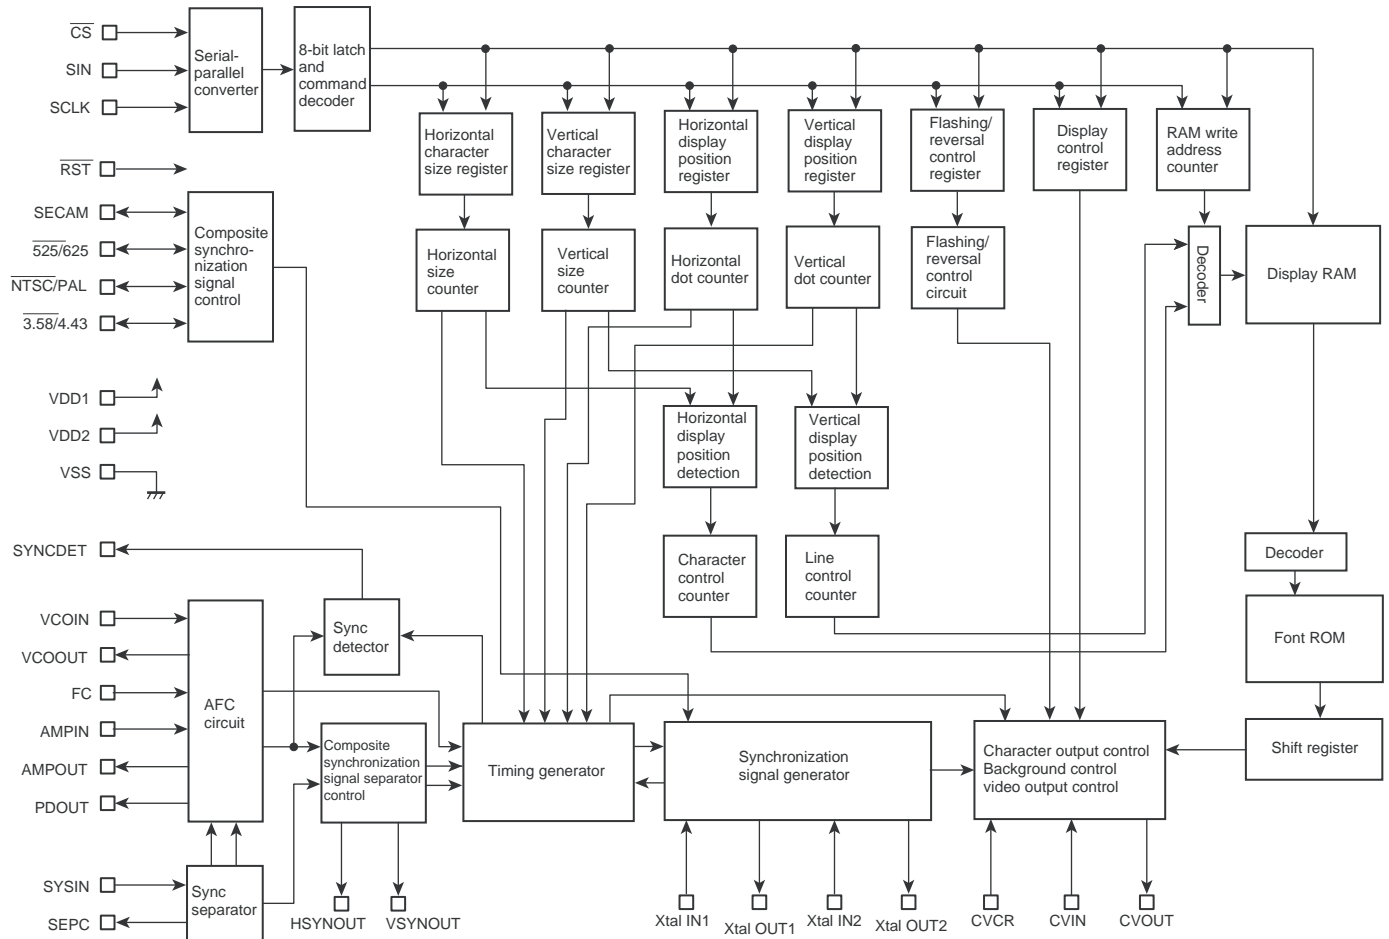 CS
SIN
SCLK
Serial-
parallel
converter
8-bit latch
and
command
decoder
RST
SECAM
525/625
NTSC/PAL
3.58/4.43
Composite
synchro-
nization
signal
control
Horizontal
character
size register
Vertical
character
size register
Horizontal
display
position
register
Vertical
display
position
register
Flashing/
reversal
control
register
Display
control
register
RAM write
address
counter
Horizontal
size
counter
Vertical
size
counter
Horizontal
dot counter
Vertical
dot counter
Flashing/
reversal
control
circuit
Decoder
Display RAM
VDD1
VDD2
VSS
Horizontal
display
position
detection
Vertical
display
position
detection
SYNCDET
Character
control
counter
Line
control
counter
Decoder
VCOIN
VCOOUT
FC
AMPIN
AMPOUT
PDOUT
AFC
circuit
Sync
detector
Font ROM
Composite
synchronization
signal separator
control
Timing generator
Synchronization
signal generator
Character output control
Background control
video output control
Shift register
SYSIN
SEPC
Sync
separator
HSYNOUT
VSYNOUT
Xtal IN1
Xtal OUT1
Xtal IN2
Xtal OUT2
CVCR
CVIN
CVOUT